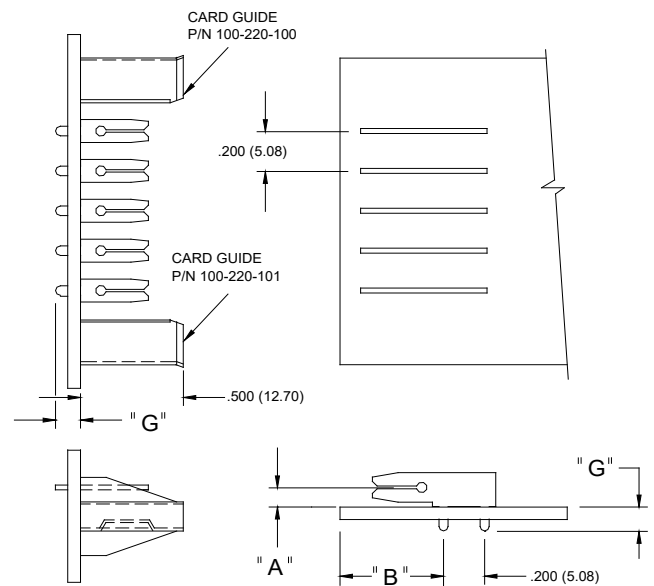 CARD GUIDE
P/N 100-220-100
.200 (5.08)
CARD GUIDE
P/N 100-220-101
.500 (12.70)
"G"
"G"
"A"
"B"
.200 (5.08)